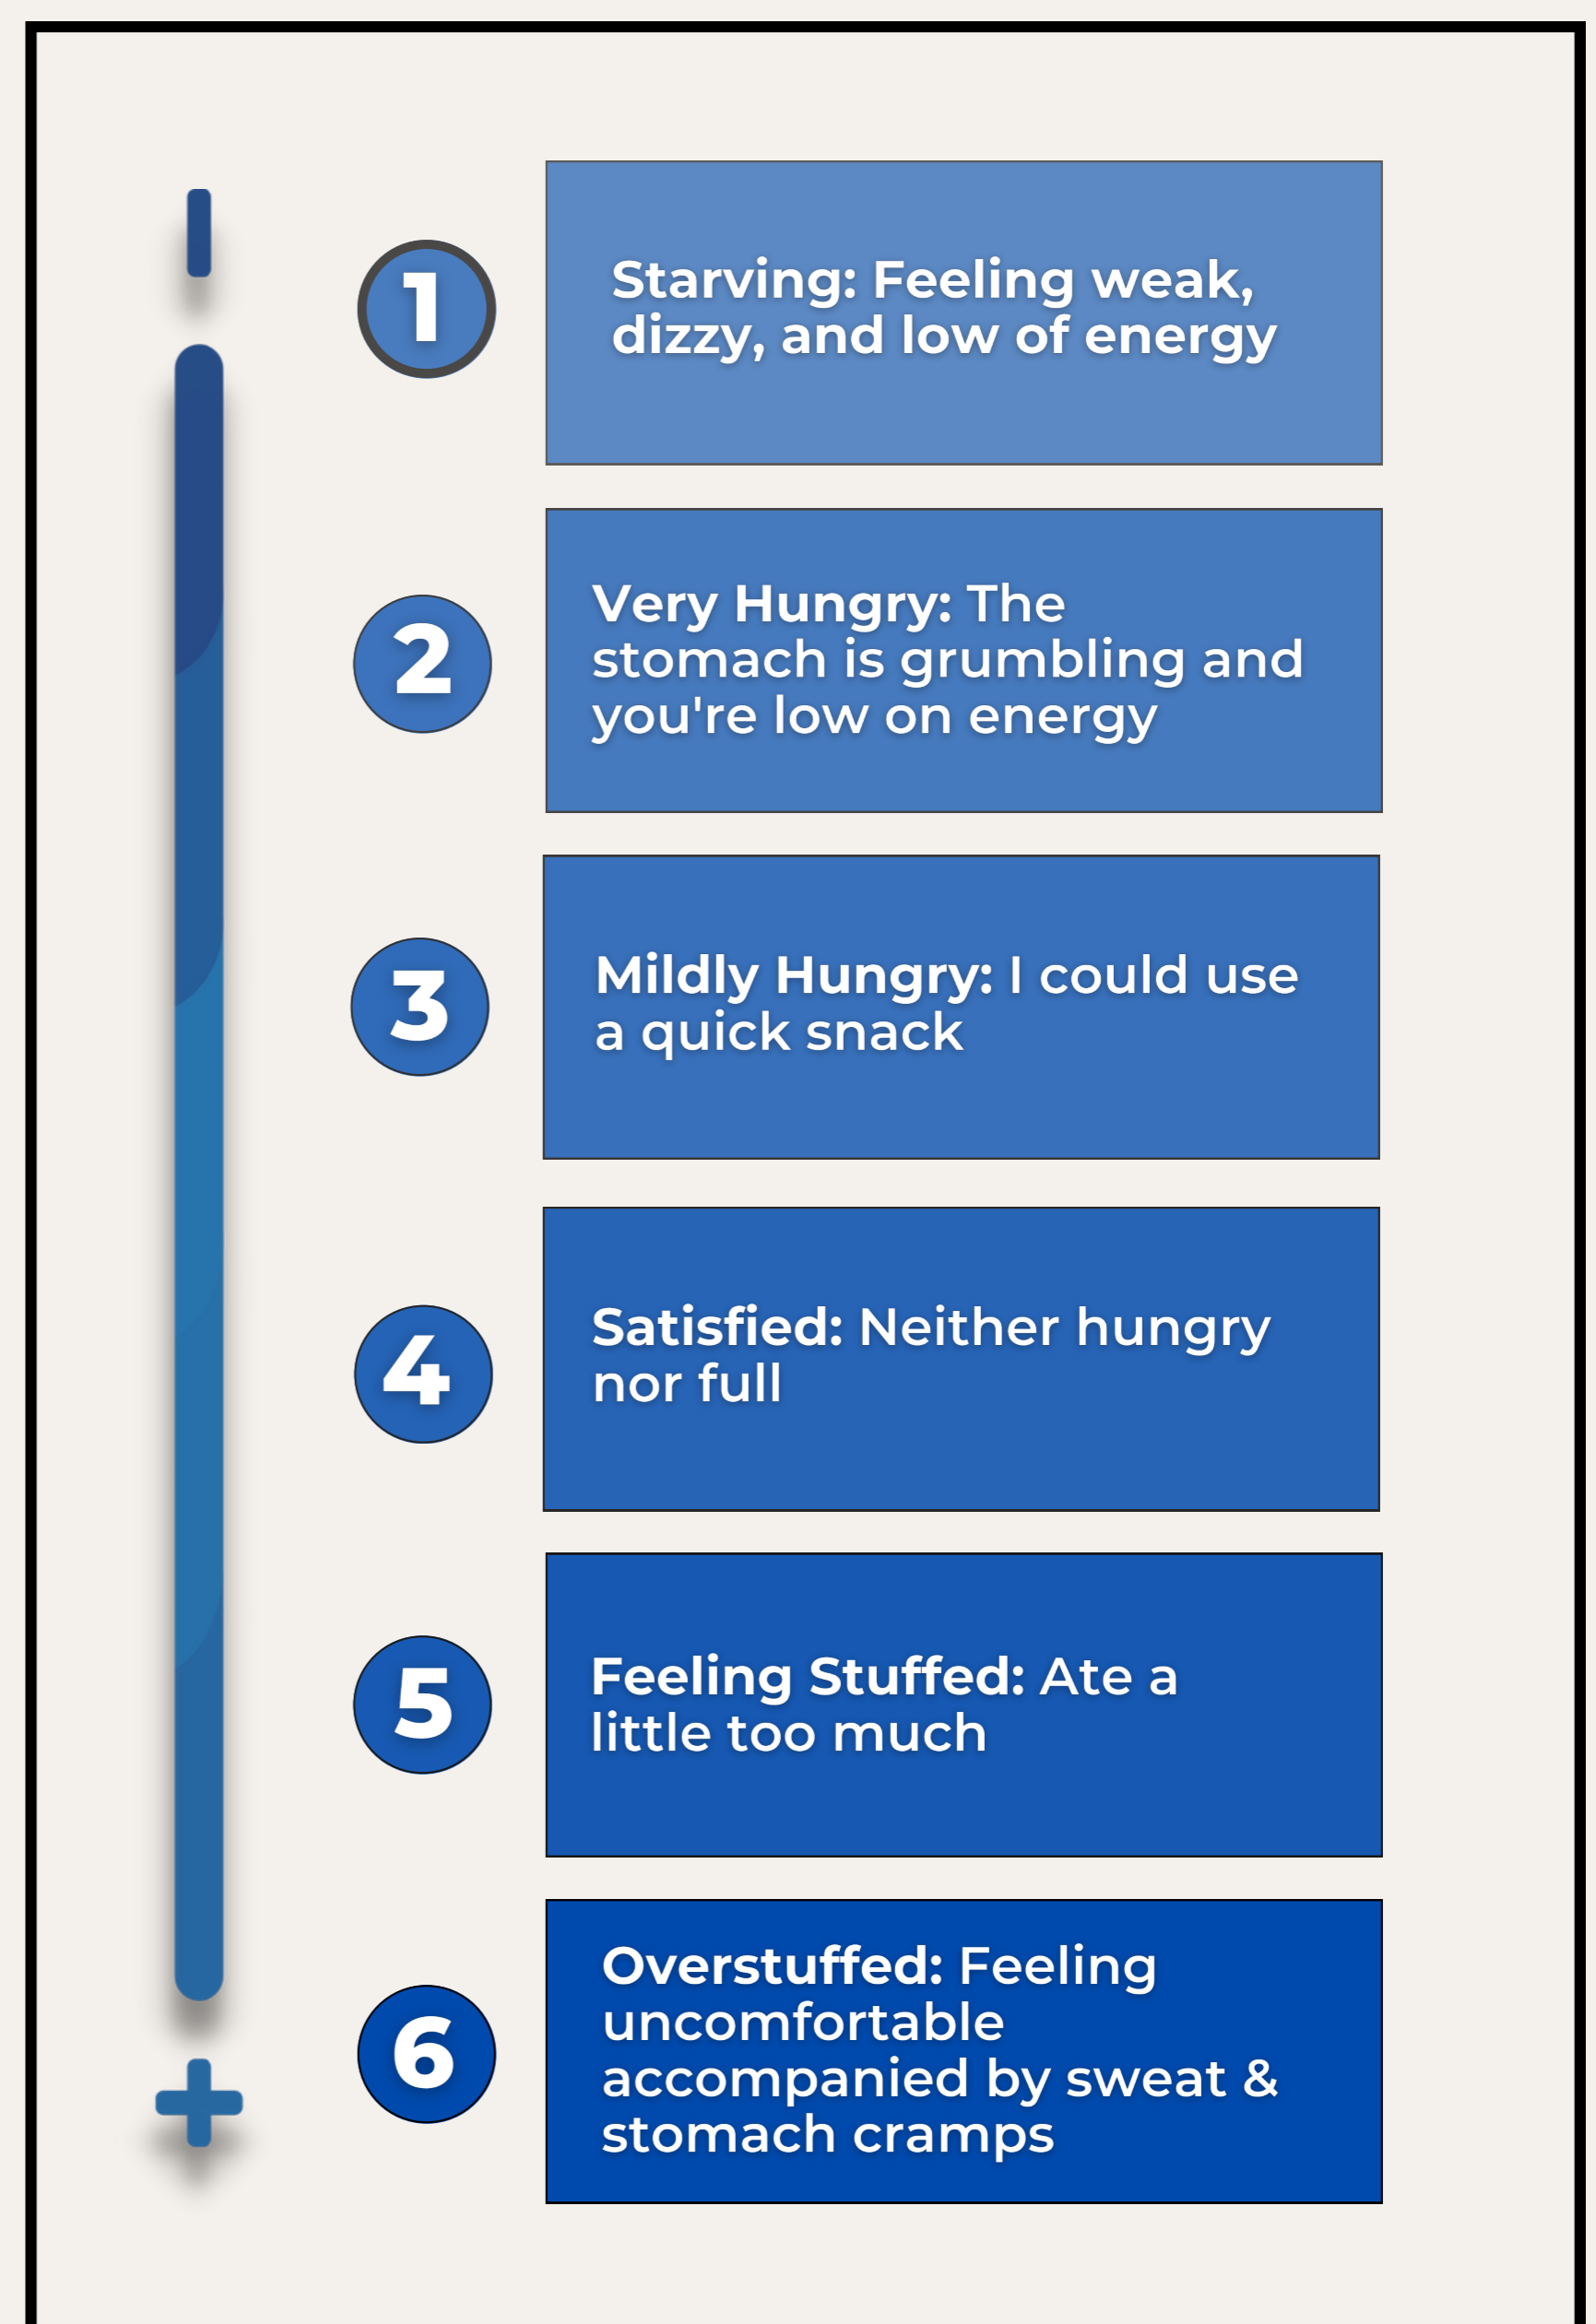 1
Starving: Feeling weak,
dizzy, and low of energy
2
Very Hungry: The
stomach is grumbling and
you're low on energy
3
Mildly Hungry: I could use
a quick snack
4
Satisfied: Neither hungry
nor full
5
Feeling Stuffed: Ate a
little too much
6
Overstuffed: Feeling
uncomfortable
accompanied by sweat &
stomach cramps